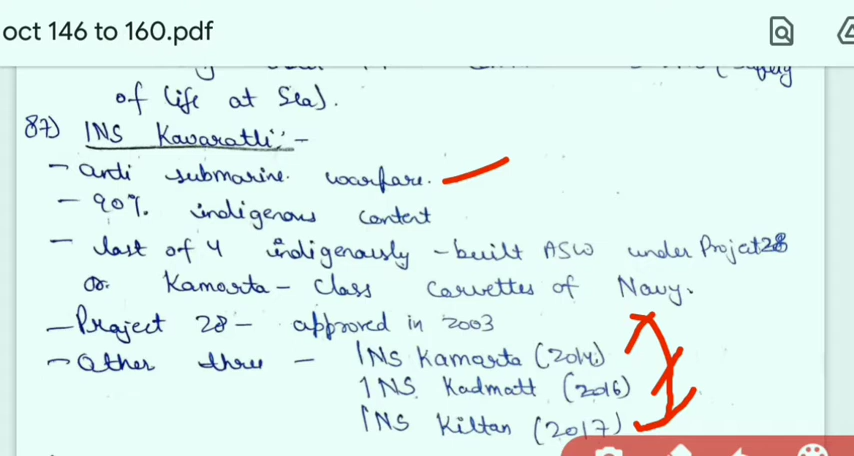 oct 146 to 160.pdf
of life at Sea).
87) INS Kavaratti:-
- anti submarine warfare.
- 90% indigenous content
- last of 4 indigenously-built ASW under Project 28
or Kamorta-Class Corvettes of Navy.
- Project 28- approved in 2003
- Other three - INS Kamorta (2014)
INS Kadmatt (2016)
INS Kiltan (2017)